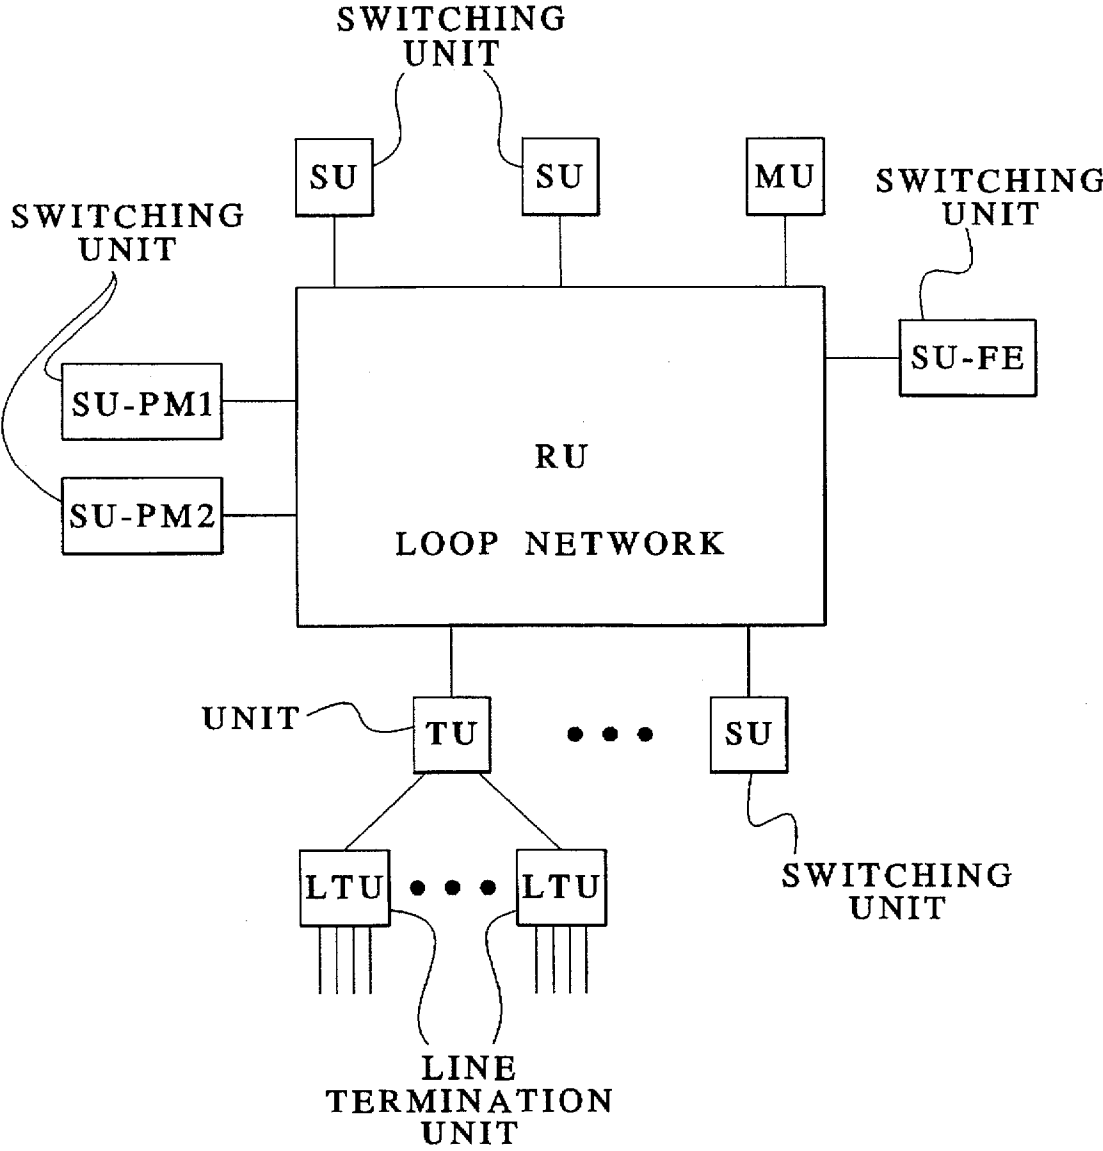 SWITCHING
UNIT
SU
SU
MU
SWITCHING
UNIT
SWITCHING
UNIT
SU-FE
SU-PM1
RU
SU-PM2
LOOP NETWORK
UNIT
TU
SU
LTU
LTU
SWITCHING
UNIT
LINE
TERMINATION
UNIT